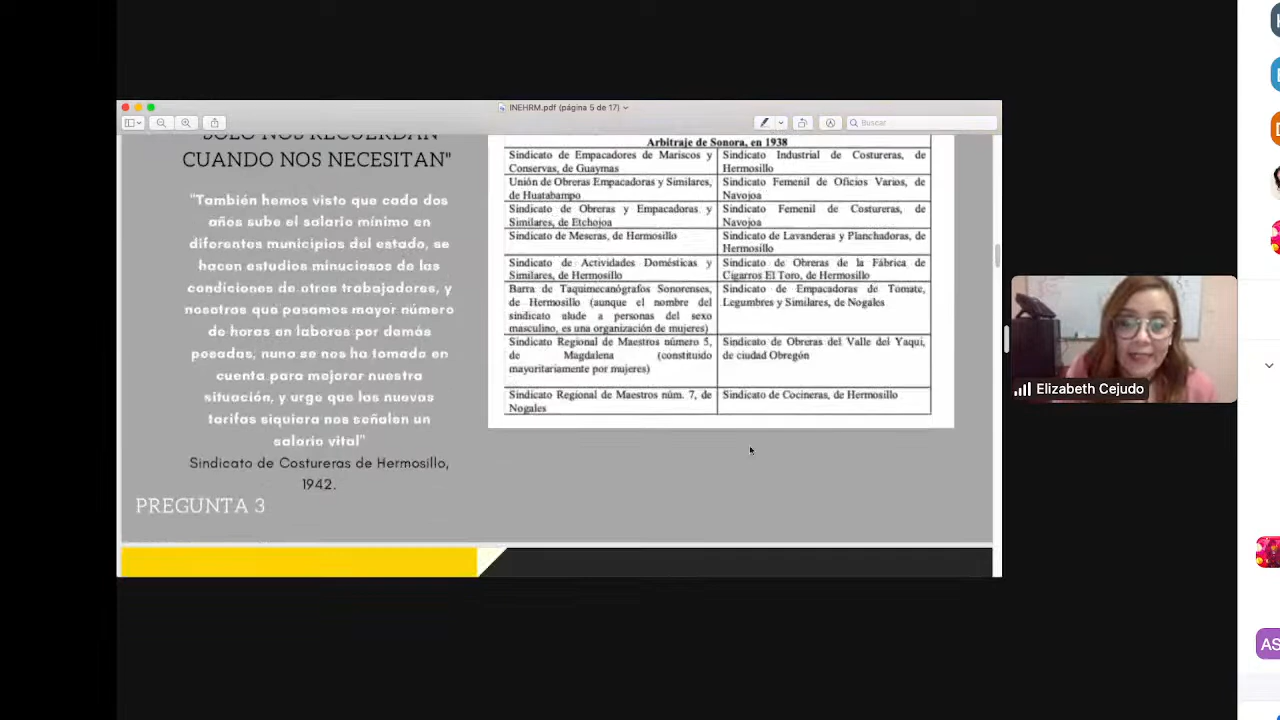 INEHRM.pdf (página 5 de 17)
Buscar
SOLO NOS RECUERDAN
CUANDO NOS NECESITAN"
"También hemos visto que cada dos
años sube el salario mínimo en
diferentes municipios del estado, se
hacen estudios minuciosos de las
condiciones de otros trabajadores, y
nosotras que pasamos mayor número
de horas en labores por demás
pesadas, nuna se nos ha tomado en
cuenta para mejorar nuestra
situación, y urge que las nuevas
tarifas siquiera nos señalen un
salario vital"
Sindicato de Costureras de Hermosillo,
1942.
PREGUNTA 3
Arbitraje de Sonora, en 1938
Sindicato de Empacadores de Mariscos y
Conservas, de Guaymas
Sindicato Industrial de Costureras, de
Hermosillo
Unión de Obreras Empacadoras y Similares,
de Huatabampo
Sindicato Femenil de Oficios Varios, de
Navojoa
Sindicato de Obreras y Empacadoras y
Similares, de Etchojoa
Sindicato Femenil de Costureras, de
Navojoa
Sindicato de Meseras, de Hermosillo
Sindicato de Lavanderas y Planchadoras, de
Hermosillo
Sindicato de Actividades Domésticas y
Similares, de Hermosillo
Sindicato de Obreras de la Fábrica de
Cigarros El Toro, de Hermosillo
Barra de Taquimecanógrafos Sonorenses,
de Hermosillo (aunque el nombre del
sindicato alude a personas del sexo
masculino, es una organización de mujeres)
Sindicato de Empacadoras de Tomate,
Legumbres y Similares, de Nogales
Sindicato Regional de Maestros número 5,
de Magdalena (constituido
mayoritariamente por mujeres)
Sindicato de Obreras del Valle del Yaqui,
de ciudad Obregón
Sindicato Regional de Maestros núm. 7, de
Nogales
Sindicato de Cocineras, de Hermosillo
Elizabeth Cejudo
AS